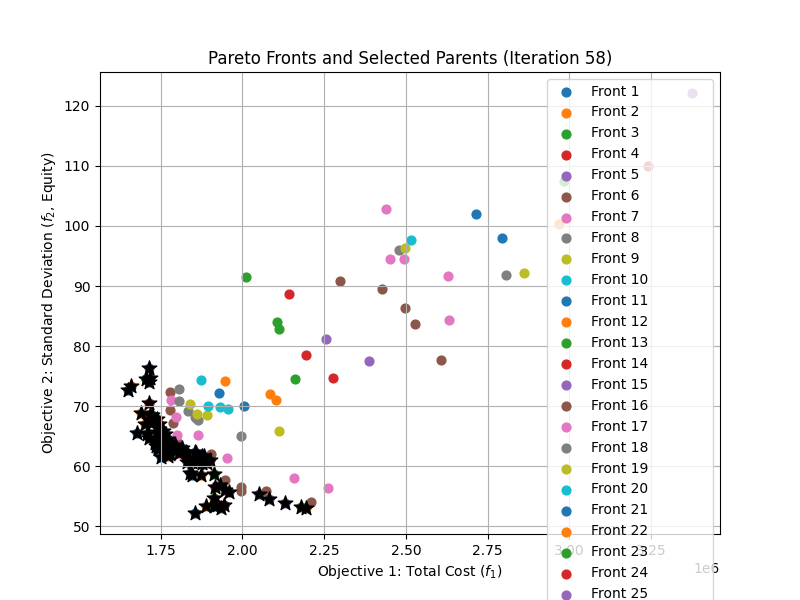 Pareto Fronts and Selected Parents (Iteration 58)
Objective 2: Standard Deviation (f₂, Equity)
120
110
100
90
80
70
60
50
1.75
2.00
2.25
2.50
2.75
3.00
3.25
1e6
Objective 1: Total Cost (f₁)
Front 1
Front 2
Front 3
Front 4
Front 5
Front 6
Front 7
Front 8
Front 9
Front 10
Front 11
Front 12
Front 13
Front 14
Front 15
Front 16
Front 17
Front 18
Front 19
Front 20
Front 21
Front 22
Front 23
Front 24
Front 25